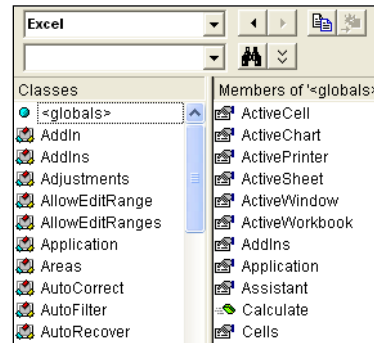 Excel
Classes
<globals>
AddIn
AddIns
Adjustments
AllowEditRange
AllowEditRanges
Application
Areas
AutoCorrect
AutoFilter
AutoRecover
Members of '<globals>
ActiveCell
ActiveChart
ActivePrinter
ActiveSheet
ActiveWindow
ActiveWorkbook
AddIns
Application
Assistant
Calculate
Cells